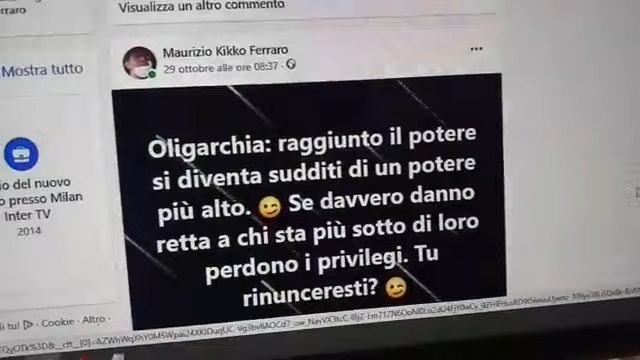 Visualizza un altro commento
rraro
Mostra tutto
Maurizio Kikko Ferraro
29 ottobre alle ore 08:37 ·
Oligarchia: raggiunto il potere
si diventa sudditi di un potere
più alto. 😉 Se davvero danno
retta a chi sta più sotto di loro
perdono i privilegi. Tu
rinunceresti? 😉
io del nuovo
o presso Milan
Inter TV
2014
· Cookie · Altro ·